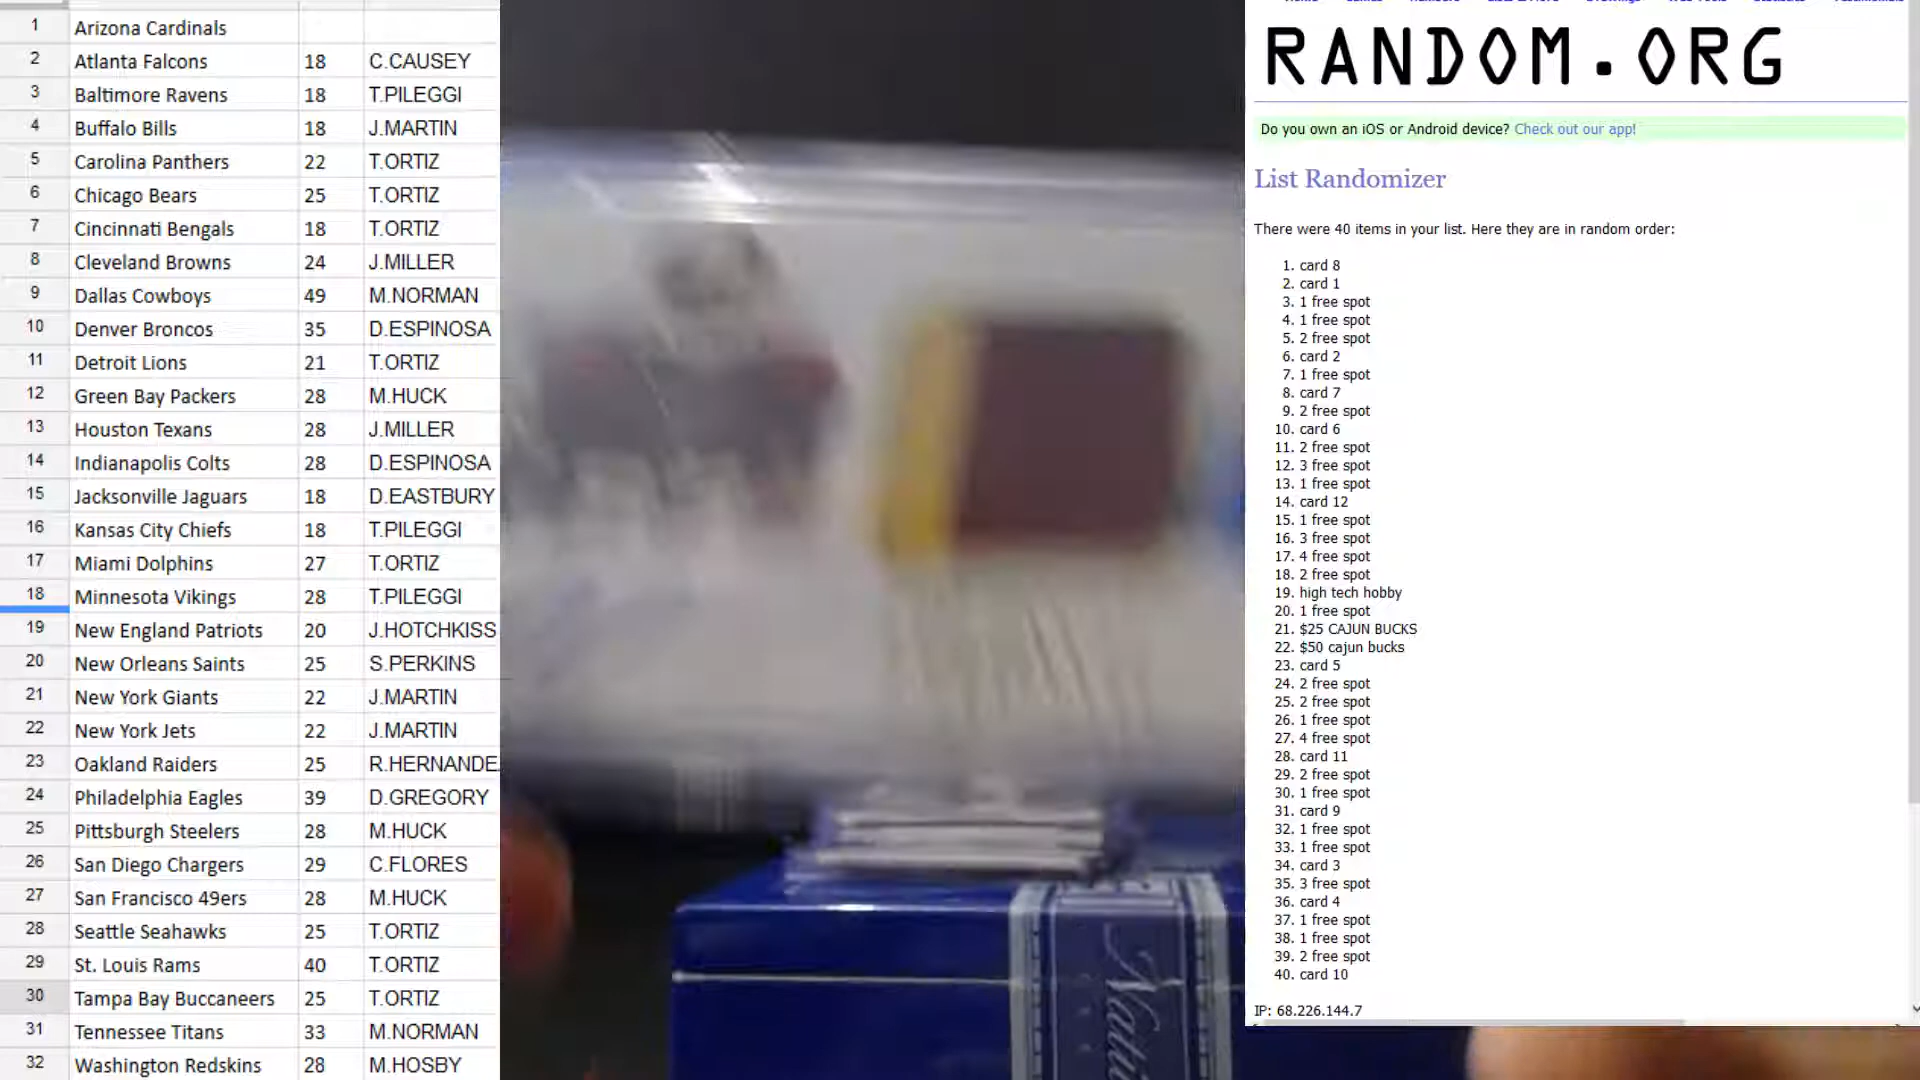 1 Arizona Cardinals
2 Atlanta Falcons 18 C.CAUSEY
3 Baltimore Ravens 18 T.PILEGGI
4 Buffalo Bills 18 J.MARTIN
5 Carolina Panthers 22 T.ORTIZ
6 Chicago Bears 25 T.ORTIZ
7 Cincinnati Bengals 18 T.ORTIZ
8 Cleveland Browns 24 J.MILLER
9 Dallas Cowboys 49 M.NORMAN
10 Denver Broncos 35 D.ESPINOSA
11 Detroit Lions 21 T.ORTIZ
12 Green Bay Packers 28 M.HUCK
13 Houston Texans 28 J.MILLER
14 Indianapolis Colts 28 D.ESPINOSA
15 Jacksonville Jaguars 18 D.EASTBURY
16 Kansas City Chiefs 18 T.PILEGGI
17 Miami Dolphins 27 T.ORTIZ
18 Minnesota Vikings 28 T.PILEGGI
19 New England Patriots 20 J.HOTCHKISS
20 New Orleans Saints 25 S.PERKINS
21 New York Giants 22 J.MARTIN
22 New York Jets 22 J.MARTIN
23 Oakland Raiders 25 R.HERNANDE
24 Philadelphia Eagles 39 D.GREGORY
25 Pittsburgh Steelers 28 M.HUCK
26 San Diego Chargers 29 C.FLORES
27 San Francisco 49ers 28 M.HUCK
28 Seattle Seahawks 25 T.ORTIZ
29 St. Louis Rams 40 T.ORTIZ
30 Tampa Bay Buccaneers 25 T.ORTIZ
31 Tennessee Titans 33 M.NORMAN
32 Washington Redskins 28 M.HOSBY
RANDOM.ORG
Do you own an iOS or Android device? Check out our app!
List Randomizer
There were 40 items in your list. Here they are in random order:
1. card 8
2. card 1
3. 1 free spot
4. 1 free spot
5. 2 free spot
6. card 2
7. 1 free spot
8. card 7
9. 2 free spot
10. card 6
11. 2 free spot
12. 3 free spot
13. 1 free spot
14. card 12
15. 1 free spot
16. 3 free spot
17. 4 free spot
18. 2 free spot
19. high tech hobby
20. 1 free spot
21. $25 CAJUN BUCKS
22. $50 cajun bucks
23. card 5
24. 2 free spot
25. 2 free spot
26. 1 free spot
27. 4 free spot
28. card 11
29. 2 free spot
30. 1 free spot
31. card 9
32. 1 free spot
33. 1 free spot
34. card 3
35. 3 free spot
36. card 4
37. 1 free spot
38. 1 free spot
39. 2 free spot
40. card 10
IP: 68.226.144.7